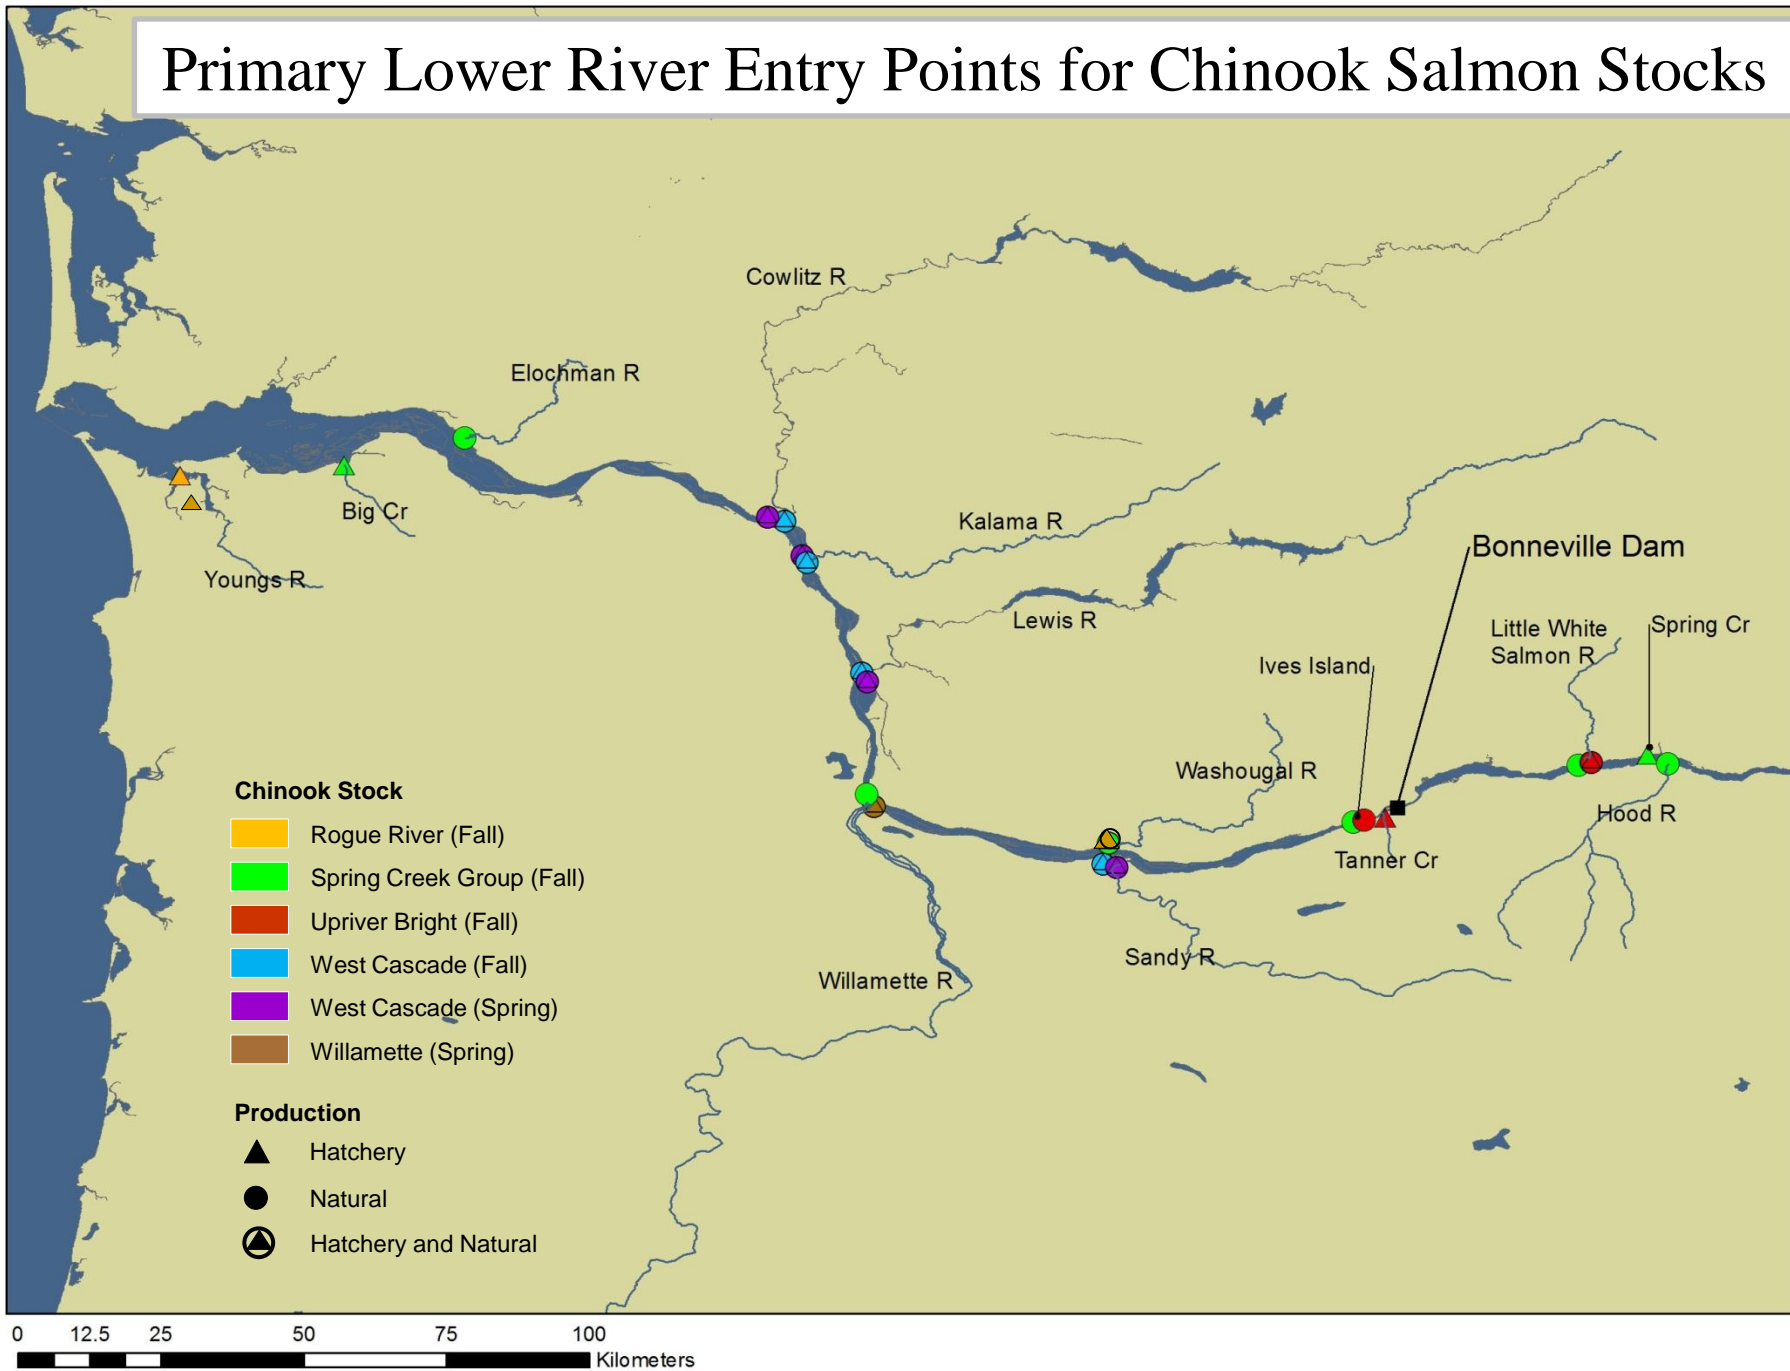 Primary Lower River Entry Points for Chinook Salmon Stocks
Cowlitz R
Elochman R
Big Cr
Youngs R
Kalama R
Lewis R
Bonneville Dam
Ives Island
Little White
Salmon R
Spring Cr
Washougal R
Hood R
Tanner Cr
Sandy R
Willamette R
Chinook Stock
Rogue River (Fall)
Spring Creek Group (Fall)
Upriver Bright (Fall)
West Cascade (Fall)
West Cascade (Spring)
Willamette (Spring)
Production
Hatchery
Natural
Hatchery and Natural
0 12.5 25 50 75 100
Kilometers